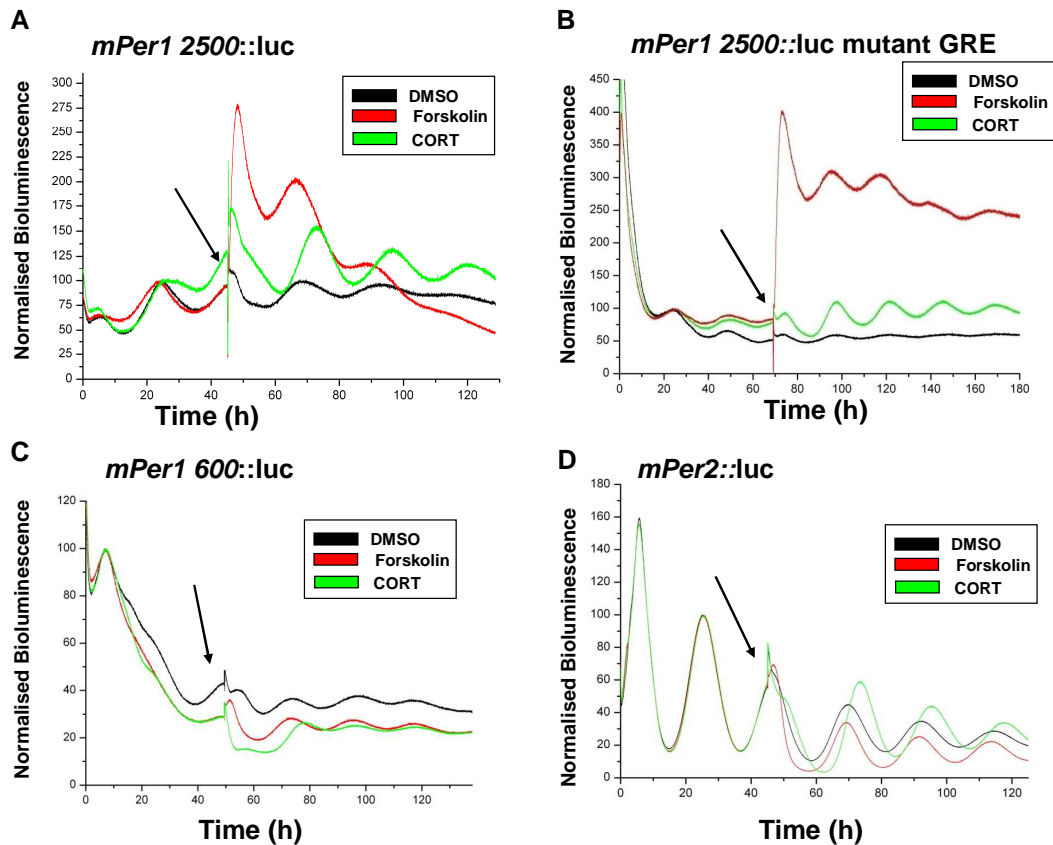 A
mPer1 2500::luc
Normalised Bioluminescence
300
275
250
225
200
175
150
125
100
75
50
25
0
DMSO
Forskolin
CORT
0 20 40 60 80 100 120
Time (h)
B
mPer1 2500::luc mutant GRE
Normalised Bioluminescence
450
400
350
300
250
200
150
100
50
0
DMSO
Forskolin
CORT
0 20 40 60 80 100 120 140 160 180
Time (h)
C
mPer1 600::luc
Normalised Bioluminescence
120
100
80
60
40
20
0
DMSO
Forskolin
CORT
0 20 40 60 80 100 120
Time (h)
D
mPer2::luc
Normalised Bioluminescence
180
160
140
120
100
80
60
40
20
0
DMSO
Forskolin
CORT
0 20 40 60 80 100 120
Time (h)